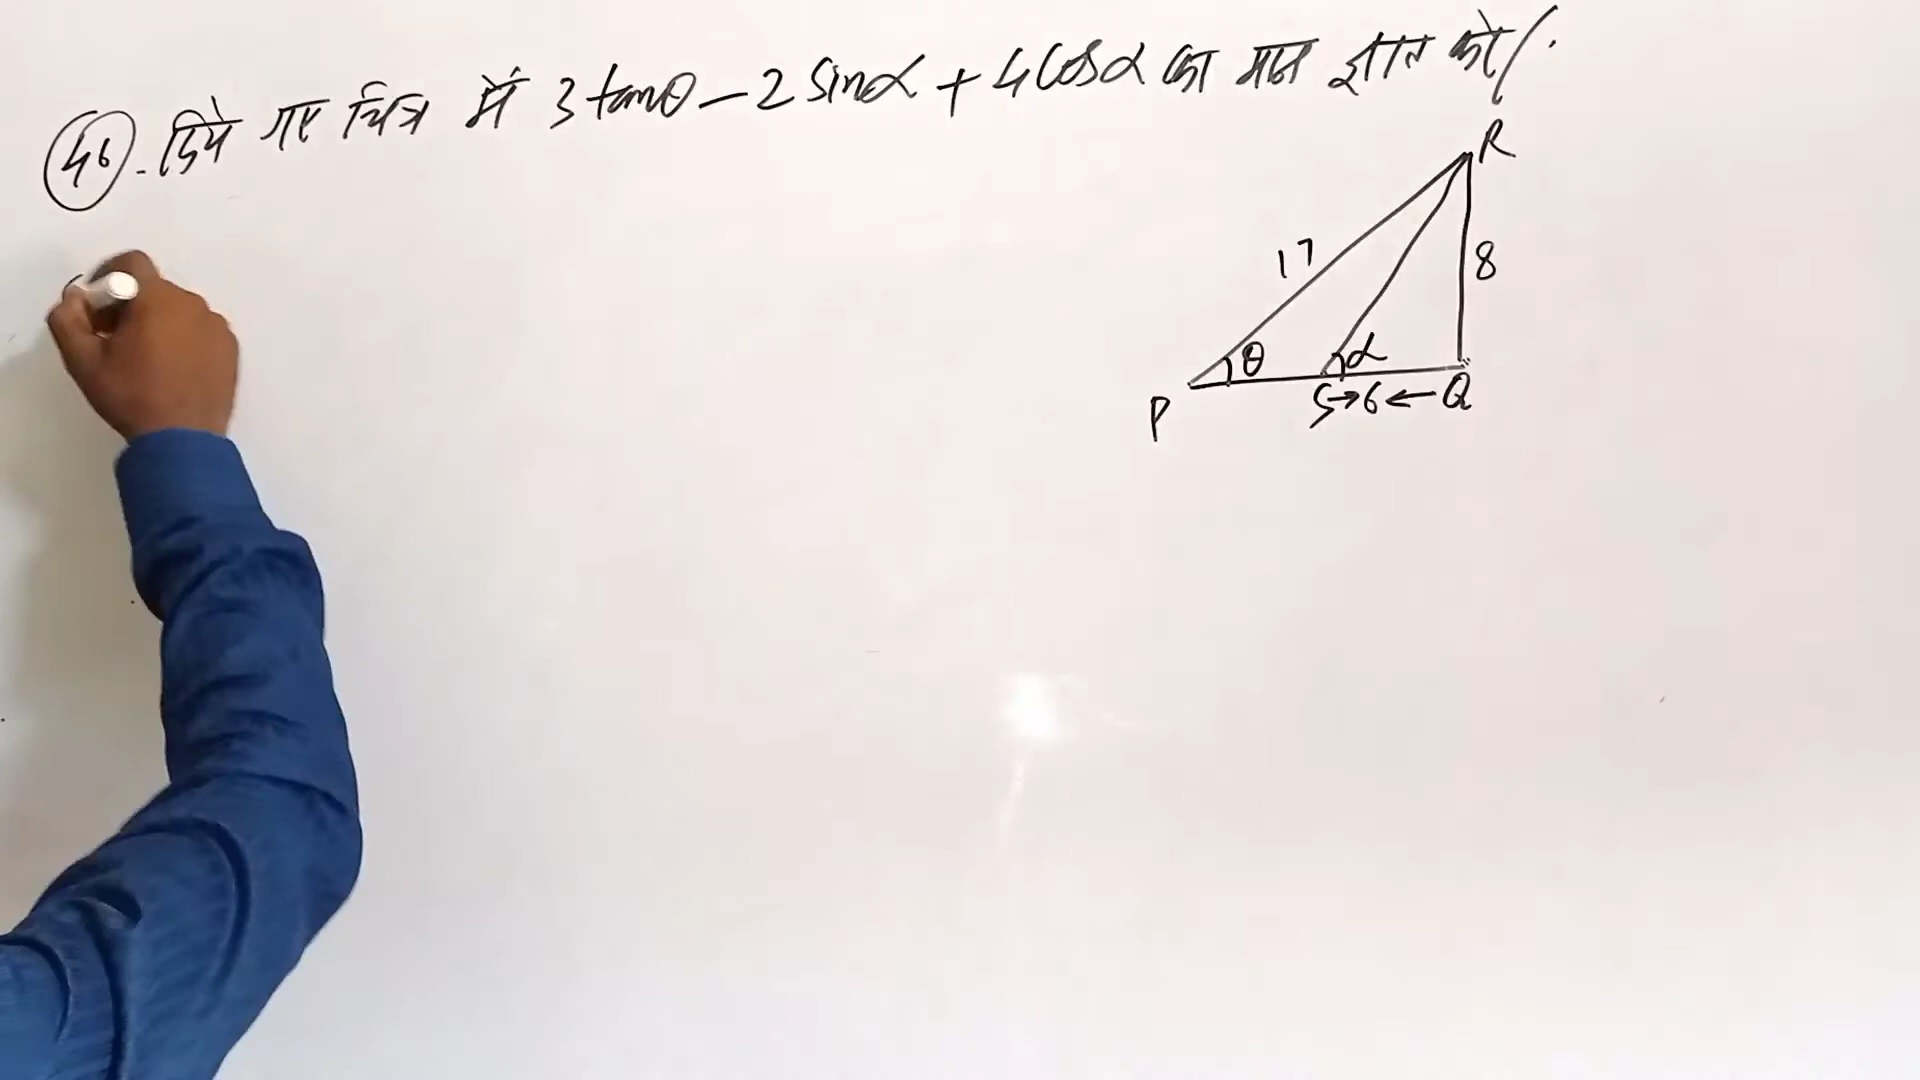 46. दिये गए चित्र में 3 tanθ – 2 sinα + 4 cosα का मान ज्ञात करो।
R
17
8
θ
α
S→6←Q
P